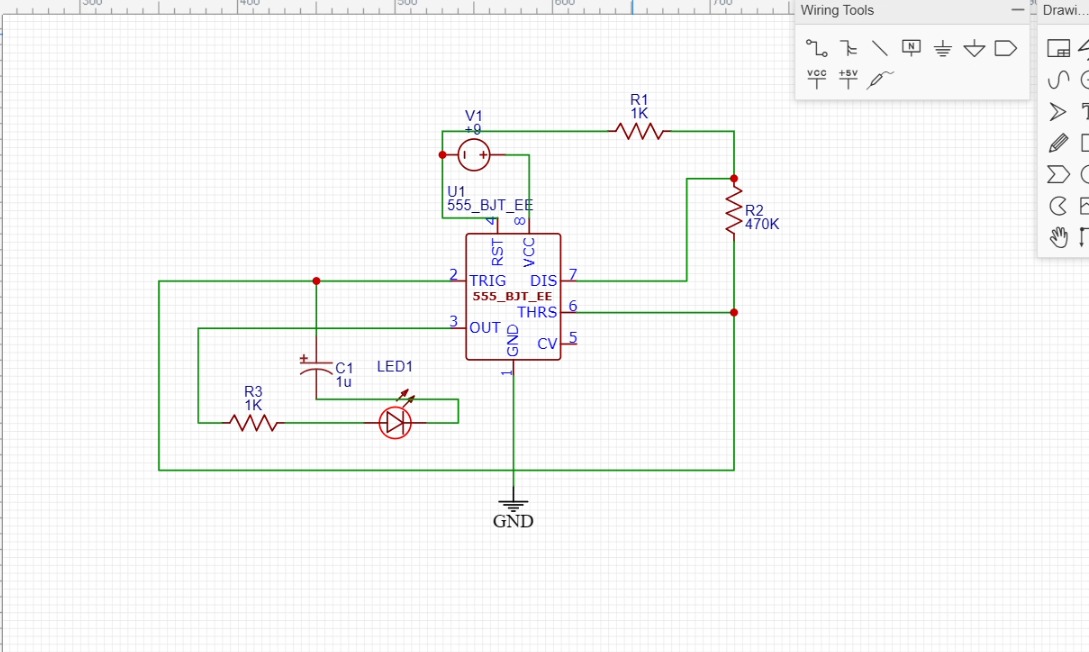 300
400
500
600
700
Wiring Tools
Drawi...
N
VCC
+5V
R1
1K
V1
+9
U1
555_BJT_EE
R2
470K
4
8
RST
VCC
2
TRIG
DIS
7
555_BJT_EE
THRS
6
3
OUT
GND
CV
5
1
C1
1u
LED1
R3
1K
GND